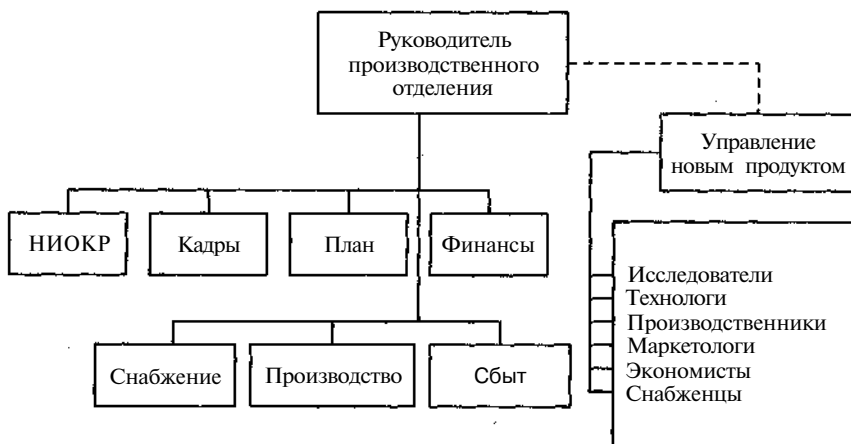 Руководитель
производственного
отделения
Управление
новым продуктом
НИОКР
Кадры
План
Финансы
Исследователи
Технологи
Производственники
Маркетологи
Экономисты
Снабженцы
Снабжение
Производство
Сбыт